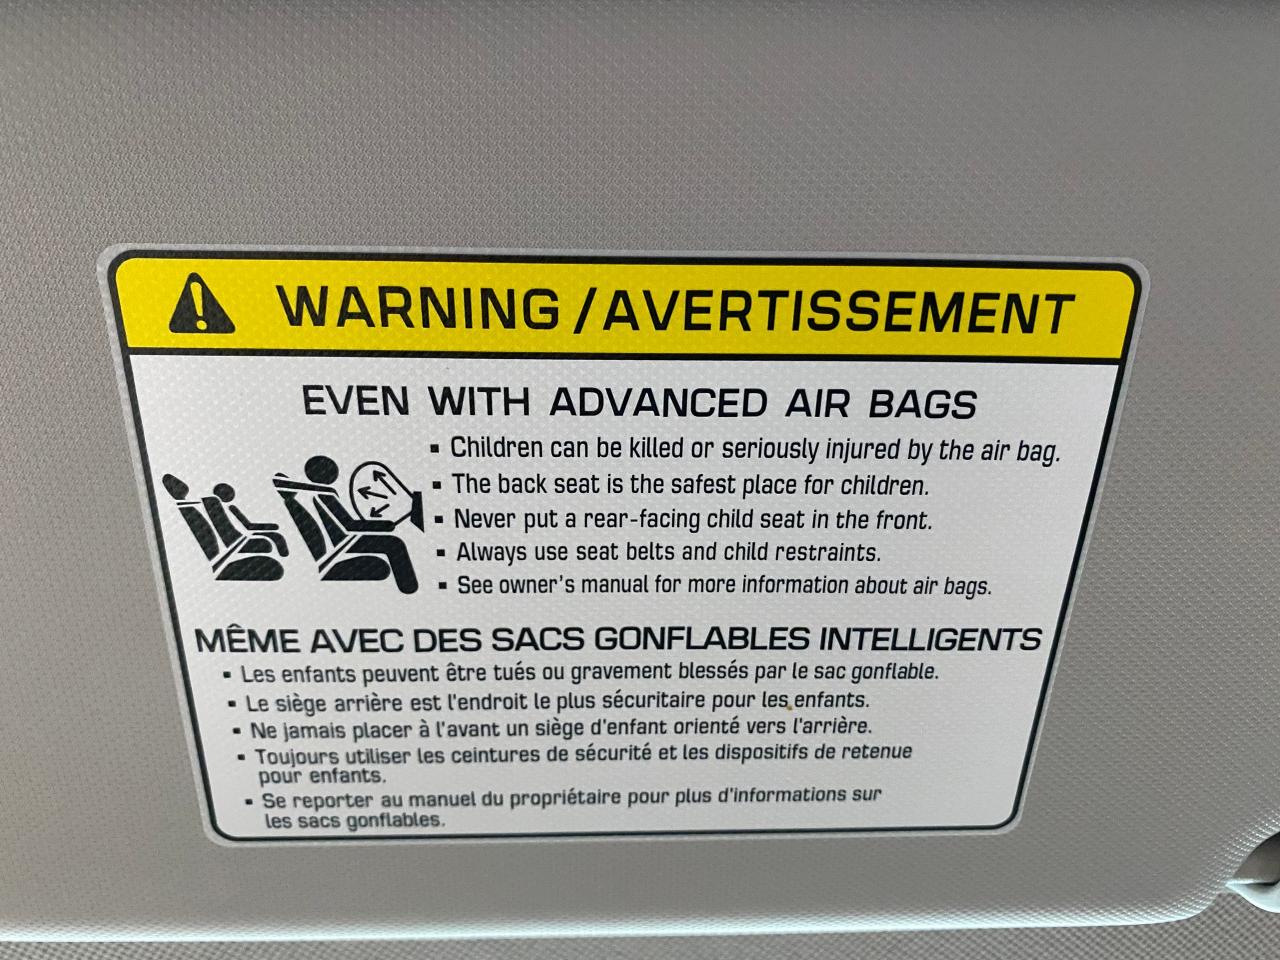 WARNING/AVERTISSEMENT
EVEN WITH ADVANCED AIR BAGS
▪ Children can be killed or seriously injured by the air bag.
▪ The back seat is the safest place for children.
▪ Never put a rear-facing child seat in the front.
▪ Always use seat belts and child restraints.
▪ See owner's manual for more information about air bags.
MÊME AVEC DES SACS GONFLABLES INTELLIGENTS
▪ Les enfants peuvent être tués ou gravement blessés par le sac gonflable.
▪ Le siège arrière est l'endroit le plus sécuritaire pour les enfants.
▪ Ne jamais placer à l'avant un siège d'enfant orienté vers l'arrière.
▪ Toujours utiliser les ceintures de sécurité et les dispositifs de retenue
pour enfants.
▪ Se reporter au manuel du propriétaire pour plus d'informations sur
les sacs gonflables.